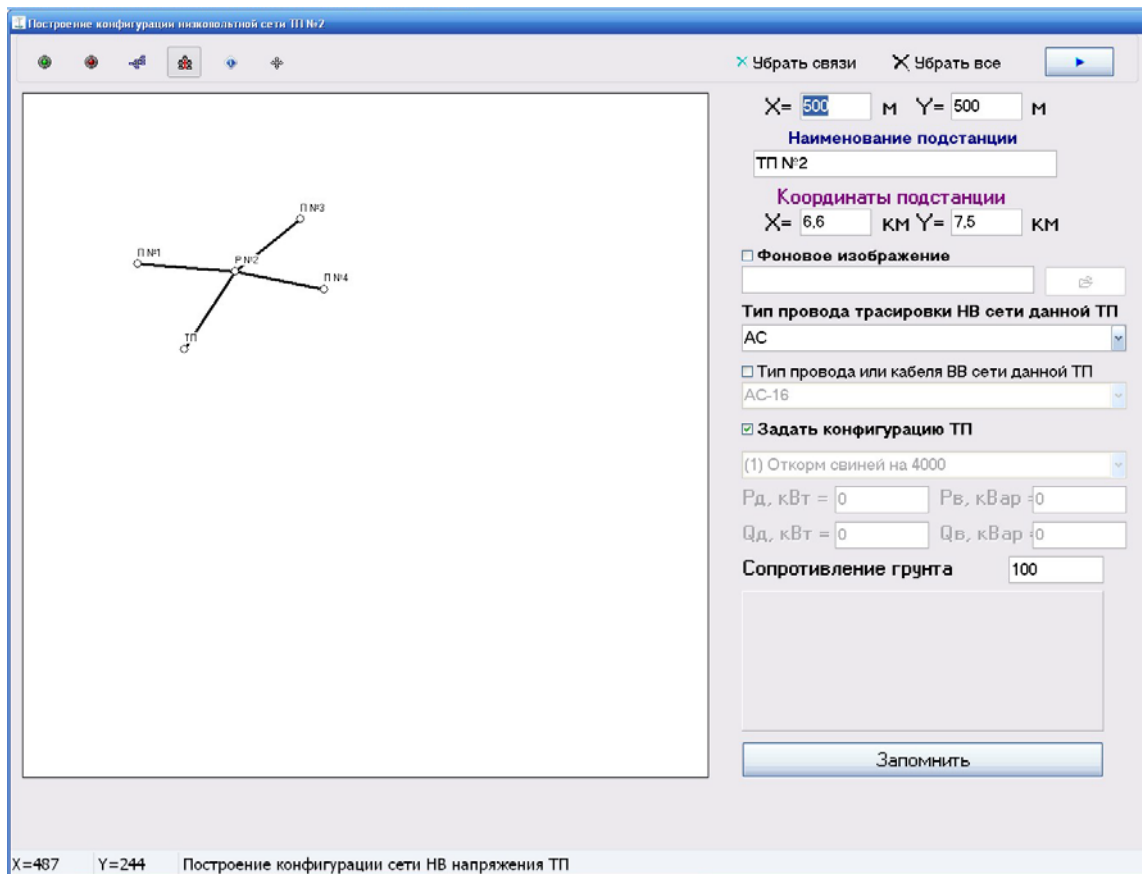 Построение конфигурации низковольтной сети ТП №2
Убрать связи Убрать все
X= 500 м Y= 500 м
Наименование подстанции
ТП №2
Координаты подстанции
X= 6,6 км Y= 7,5 км
Фоновое изображение
Тип провода трасировки НВ сети данной ТП
АС
Тип провода или кабеля ВВ сети данной ТП
АС-16
Задать конфигурацию ТП
(1) Откорм свиней на 4000
Pд, кВт = 0 Pв, кВар = 0
Qд, кВт = 0 Qв, кВар = 0
Сопротивление грунта 100
Запомнить
П №3
П №1
Р №2
П №4
ТП
X=487 Y=244 Построение конфигурации сети НВ напряжения ТП